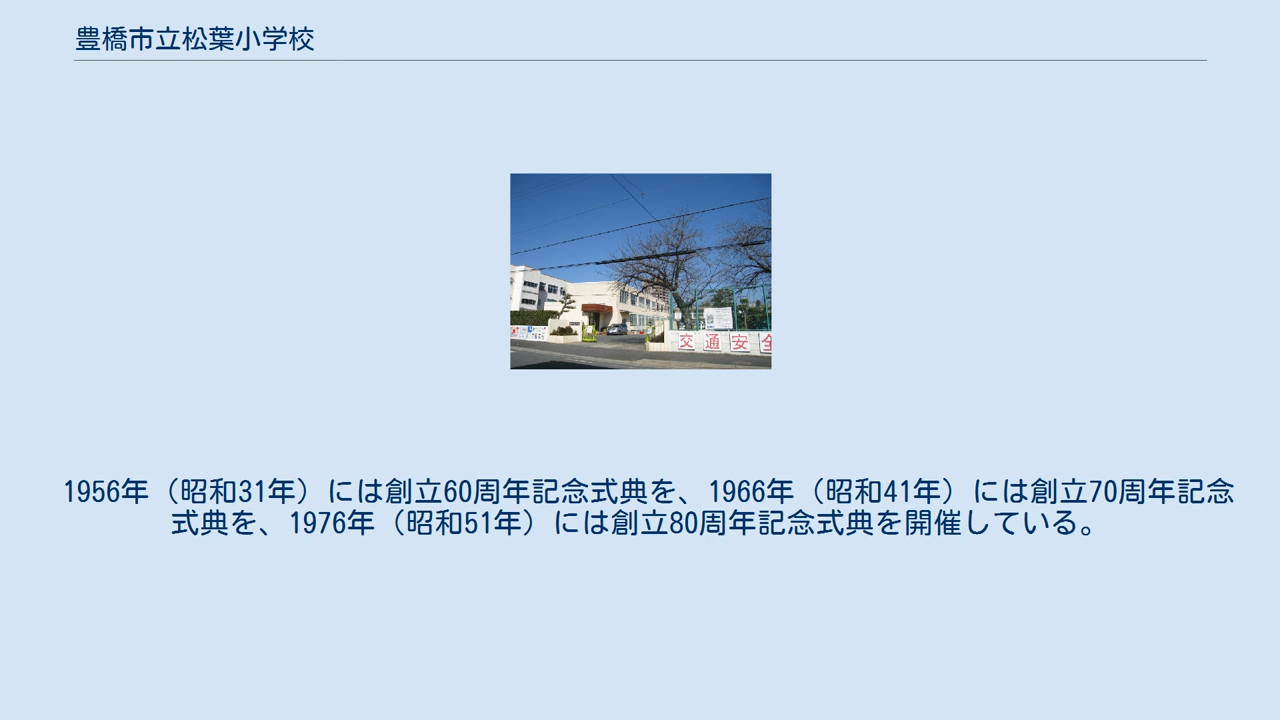 豊橋市立松葉小学校
交通安全
1956年（昭和31年）には創立60周年記念式典を、1966年（昭和41年）には創立70周年記念
式典を、1976年（昭和51年）には創立80周年記念式典を開催している。